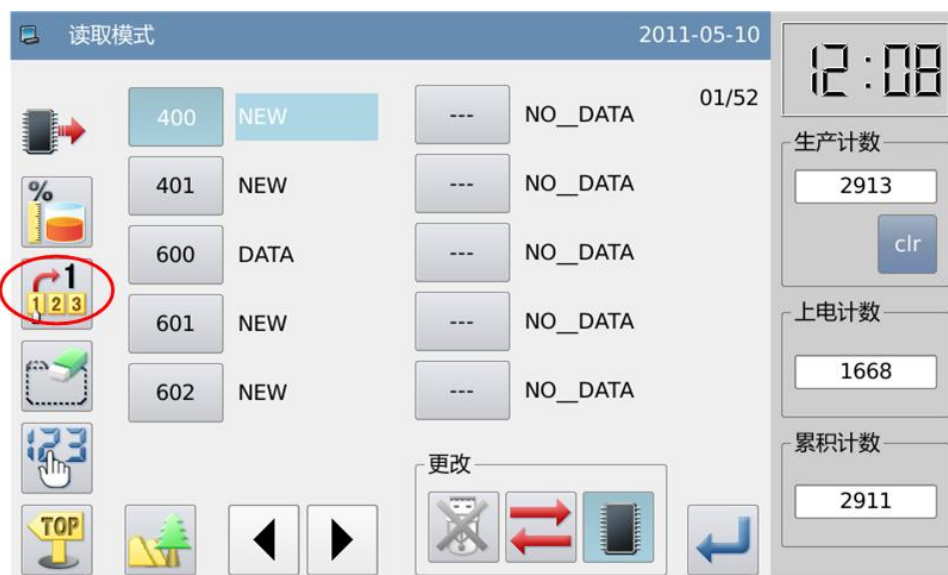 读取模式
2011-05-10
12:08
400 NEW
--- NO__DATA
01/52
401 NEW
--- NO__DATA
600 DATA
--- NO__DATA
601 NEW
--- NO__DATA
602 NEW
--- NO__DATA
%
1
1 2 3
123
TOP
更改
生产计数
2913
clr
上电计数
1668
累积计数
2911